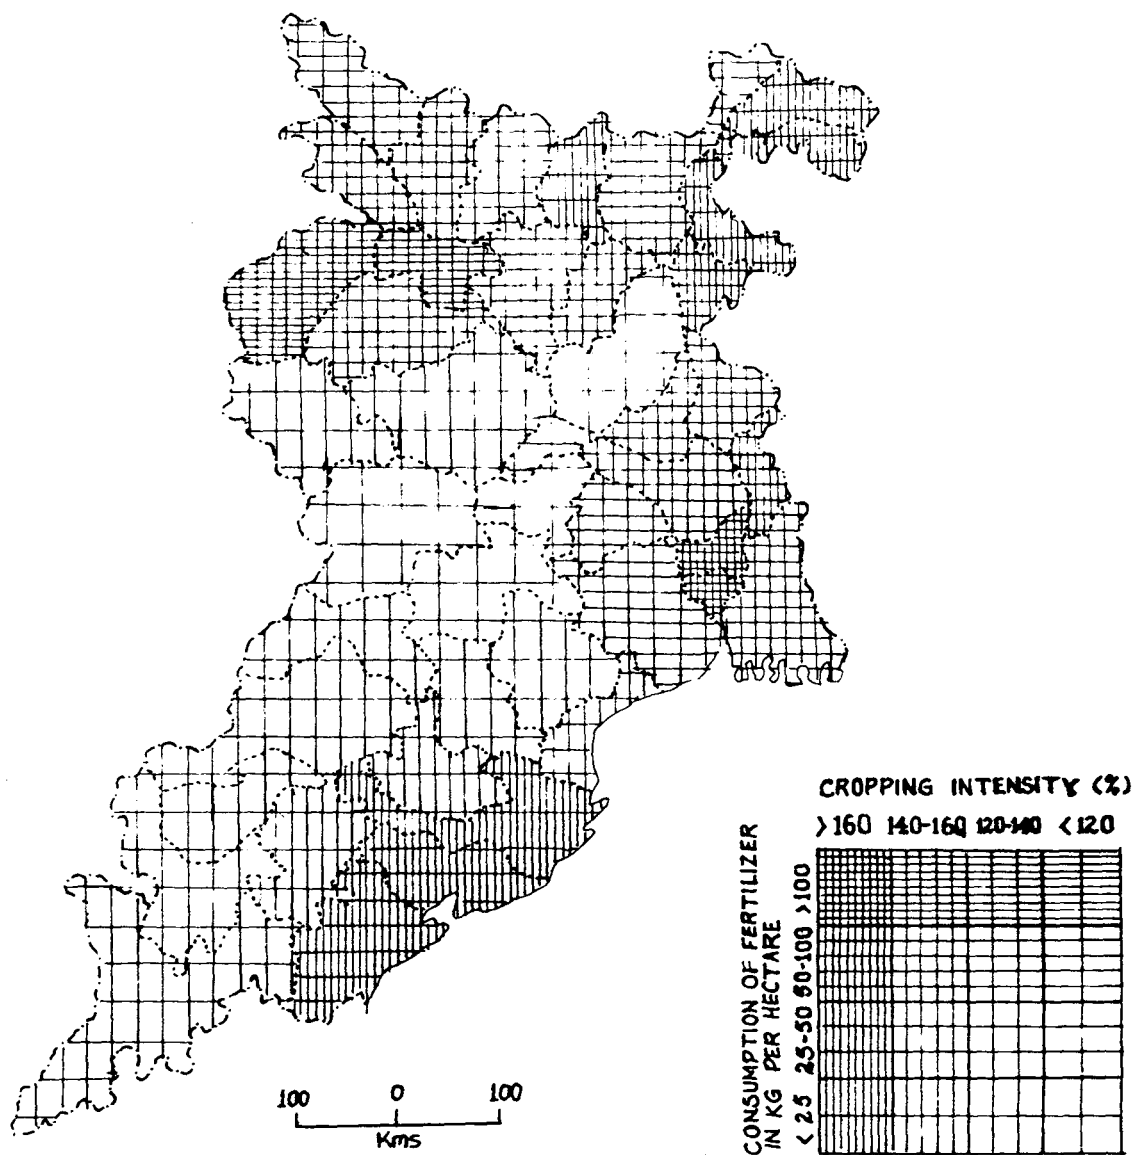 CROPPING INTENSITY (%)
>160 140-160 120-140 <120
CONSUMPTION OF FERTILIZER
IN KG PER HECTARE
<25 25-50 50-100 >100
100 0 100
Kms